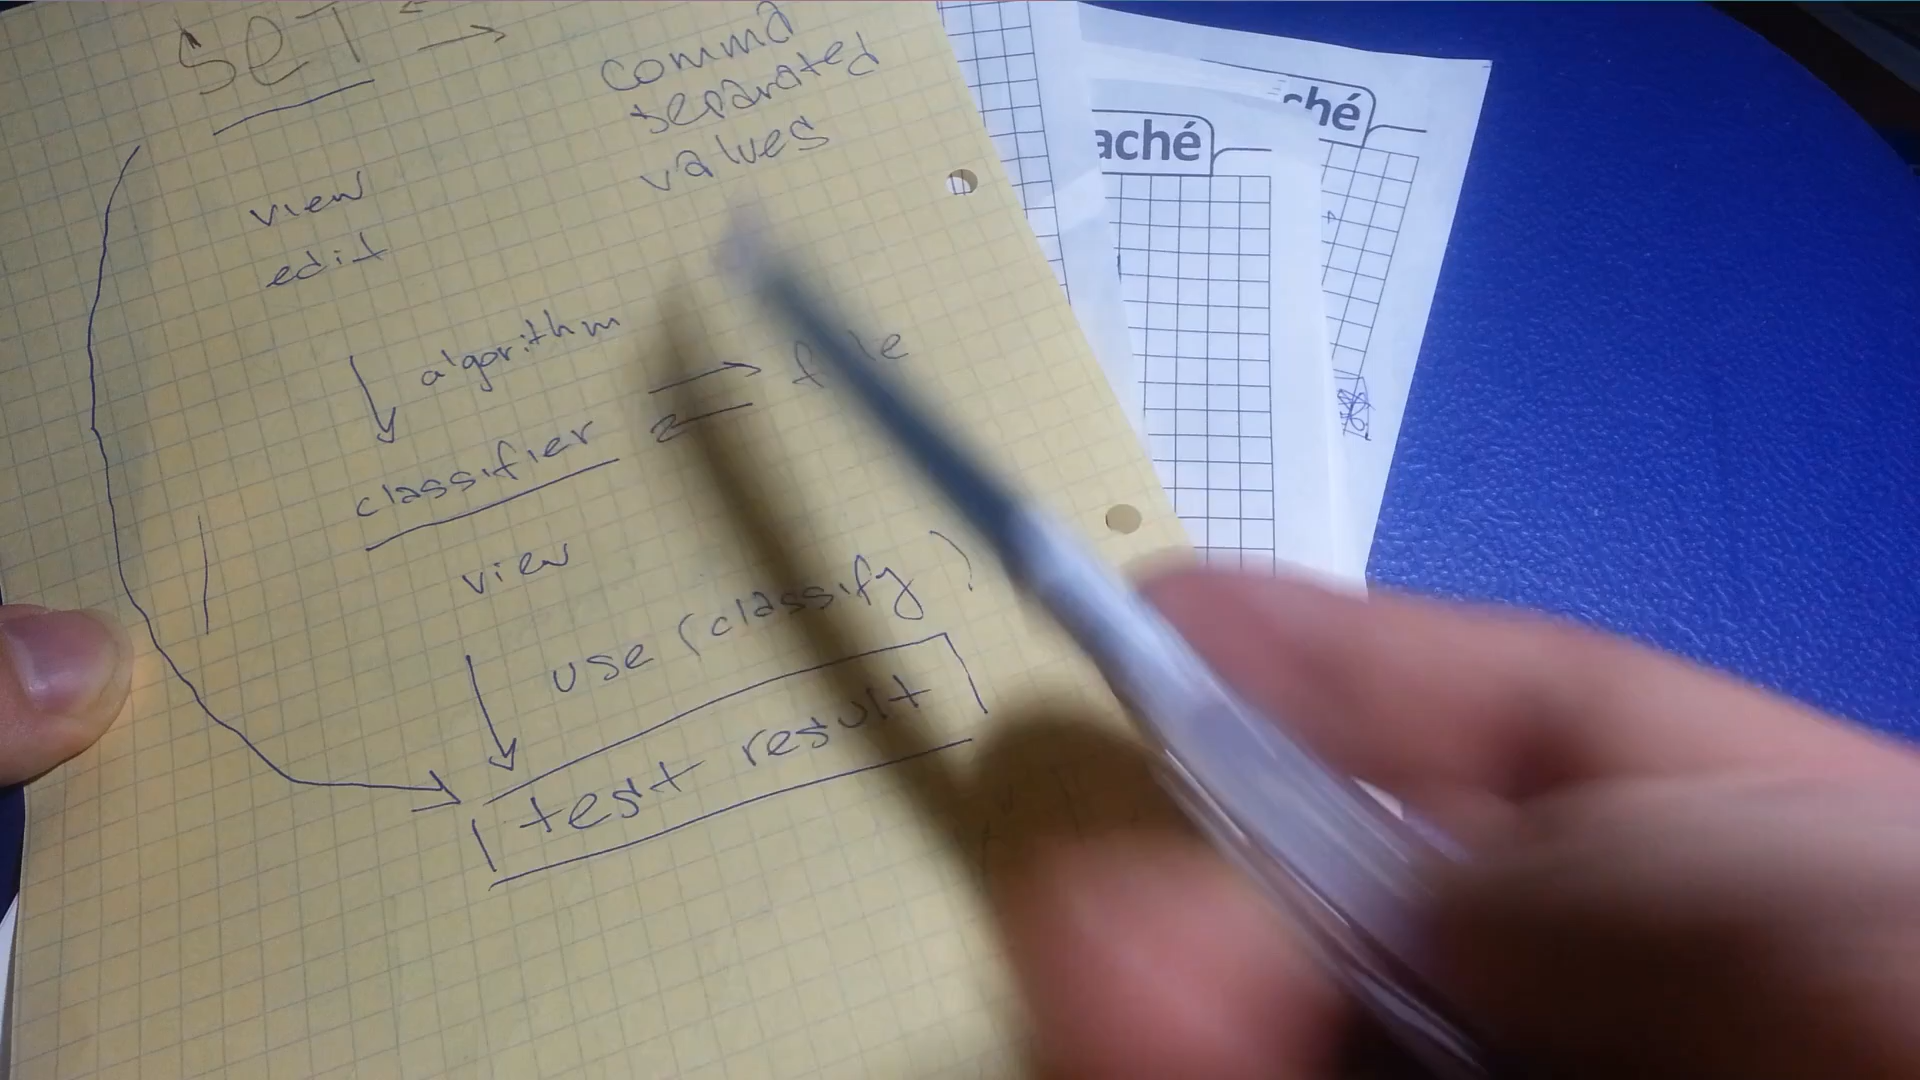 SET
comma
separated
values
view
edit
algorithm
classifier
file
view
use (classify)
test result
aché
ché